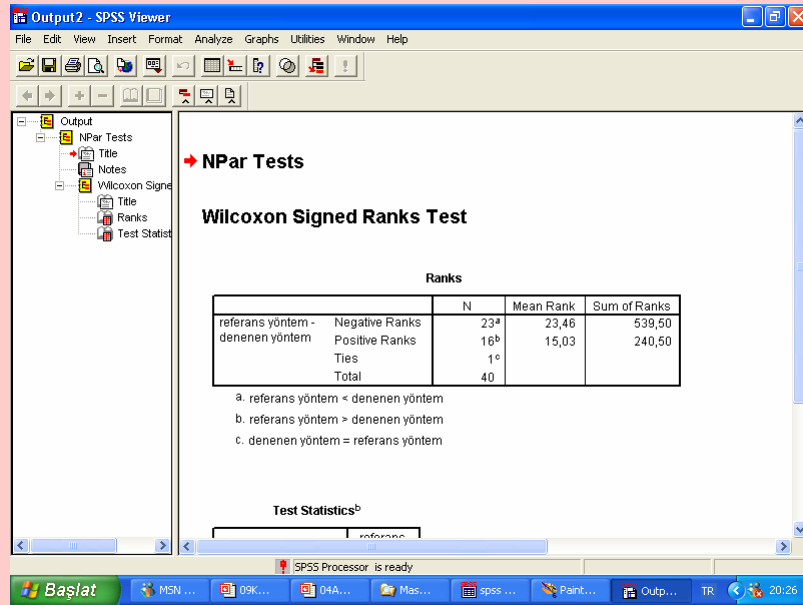 Output2 - SPSS Viewer
File Edit View Insert Format Analyze Graphs Utilities Window Help
Output
NPar Tests
Title
Notes
Wilcoxon Signe
Title
Ranks
Test Statist
NPar Tests
Wilcoxon Signed Ranks Test
Ranks
N Mean Rank Sum of Ranks
referans yöntem - Negative Ranks 23a 23,46 539,50
denenen yöntem Positive Ranks 16b 15,03 240,50
Ties 1c
Total 40
a. referans yöntem < denenen yöntem
b. referans yöntem > denenen yöntem
c. denenen yöntem = referans yöntem
Test Statisticsb
referans
SPSS Processor is ready
Başlat MSN ... 09K... 04A... Mas... spss ... Paint... Outp... TR 20:26